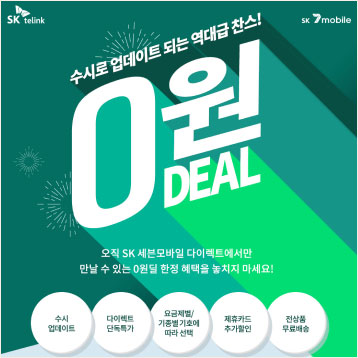 SK telink
SK 7mobile
수시로 업데이트 되는 역대급 찬스!
0원
DEAL
오직 SK 세븐모바일 다이렉트에서만
만날 수 있는 0원딜 한정 혜택을 놓치지 마세요!
수시
업데이트
다이렉트
단독특가
요금제별/
기종별 기호에
따라 선택
제휴카드
추가할인
전상품
무료배송